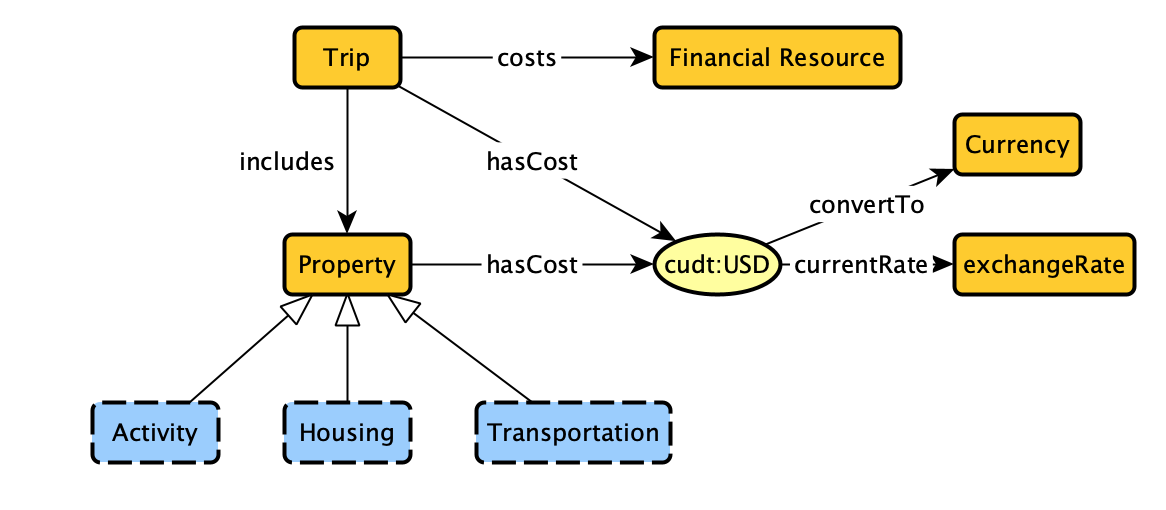 Trip
costs
Financial Resource
Currency
includes
hasCost
convertTo
Property
hasCost
cudt:USD
currentRate
exchangeRate
Activity
Housing
Transportation